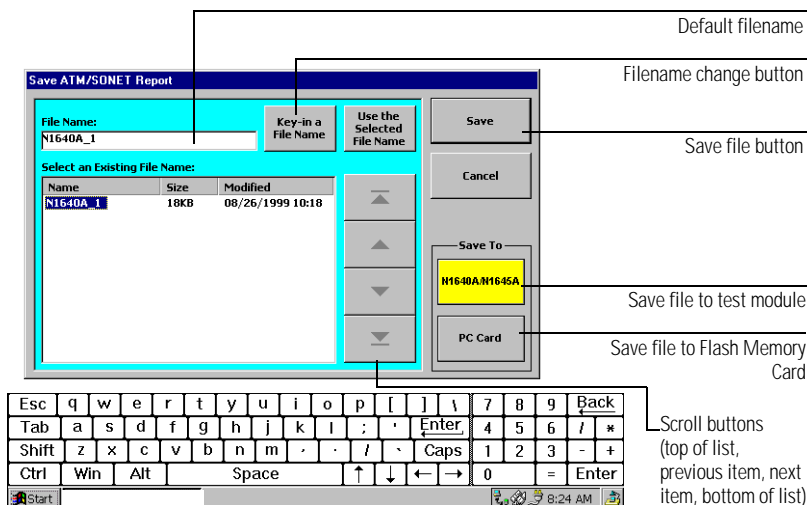 Default filename
Filename change button
Save file button
Save file to test module
Save file to Flash Memory
Card
Scroll buttons
(top of list,
previous item, next
item, bottom of list)
Save ATM/SONET Report
File Name:
N1640A_1
Key-in a
File Name
Use the
Selected
File Name
Save
Cancel
Select an Existing File Name:
Name Size Modified
N1640A_1 18KB 08/26/1999 10:18
Save To
N1640A/N1645A
PC Card
Esc q w e r t y u i o p [ ] \ 7 8 9 Back
Tab a s d f g h j k l ; ' Enter 4 5 6 / *
Shift z x c v b n m , . / ` Caps 1 2 3 - +
Ctrl Win Alt Space ↑ ↓ ← → 0 = Enter
Start 8:24 AM